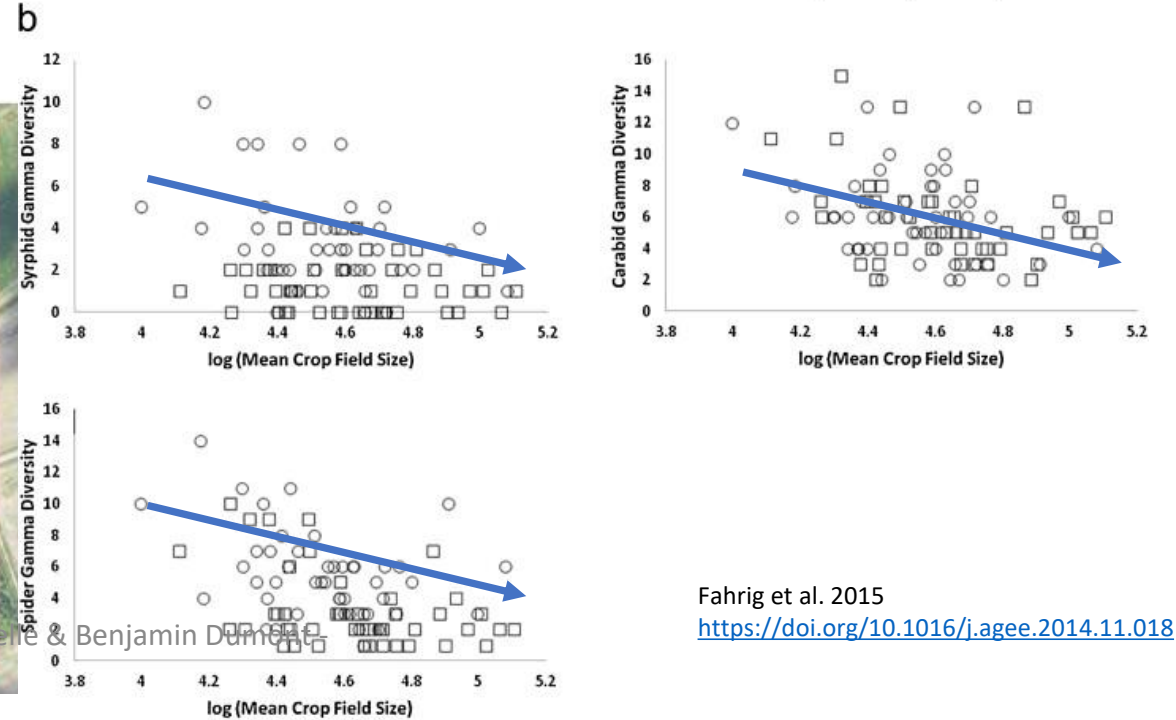 b
Syrphid Gamma Diversity
12
10
8
6
4
2
0
3.8 4 4.2 4.4 4.6 4.8 5 5.2
log (Mean Crop Field Size)
Carabid Gamma Diversity
16
14
12
10
8
6
4
2
0
3.8 4 4.2 4.4 4.6 4.8 5 5.2
log (Mean Crop Field Size)
Spider Gamma Diversity
16
14
12
10
8
6
4
2
0
3.8 4 4.2 4.4 4.6 4.8 5 5.2
log (Mean Crop Field Size)
& Benjamin Dumont -
Fahrig et al. 2015
https://doi.org/10.1016/j.agee.2014.11.018